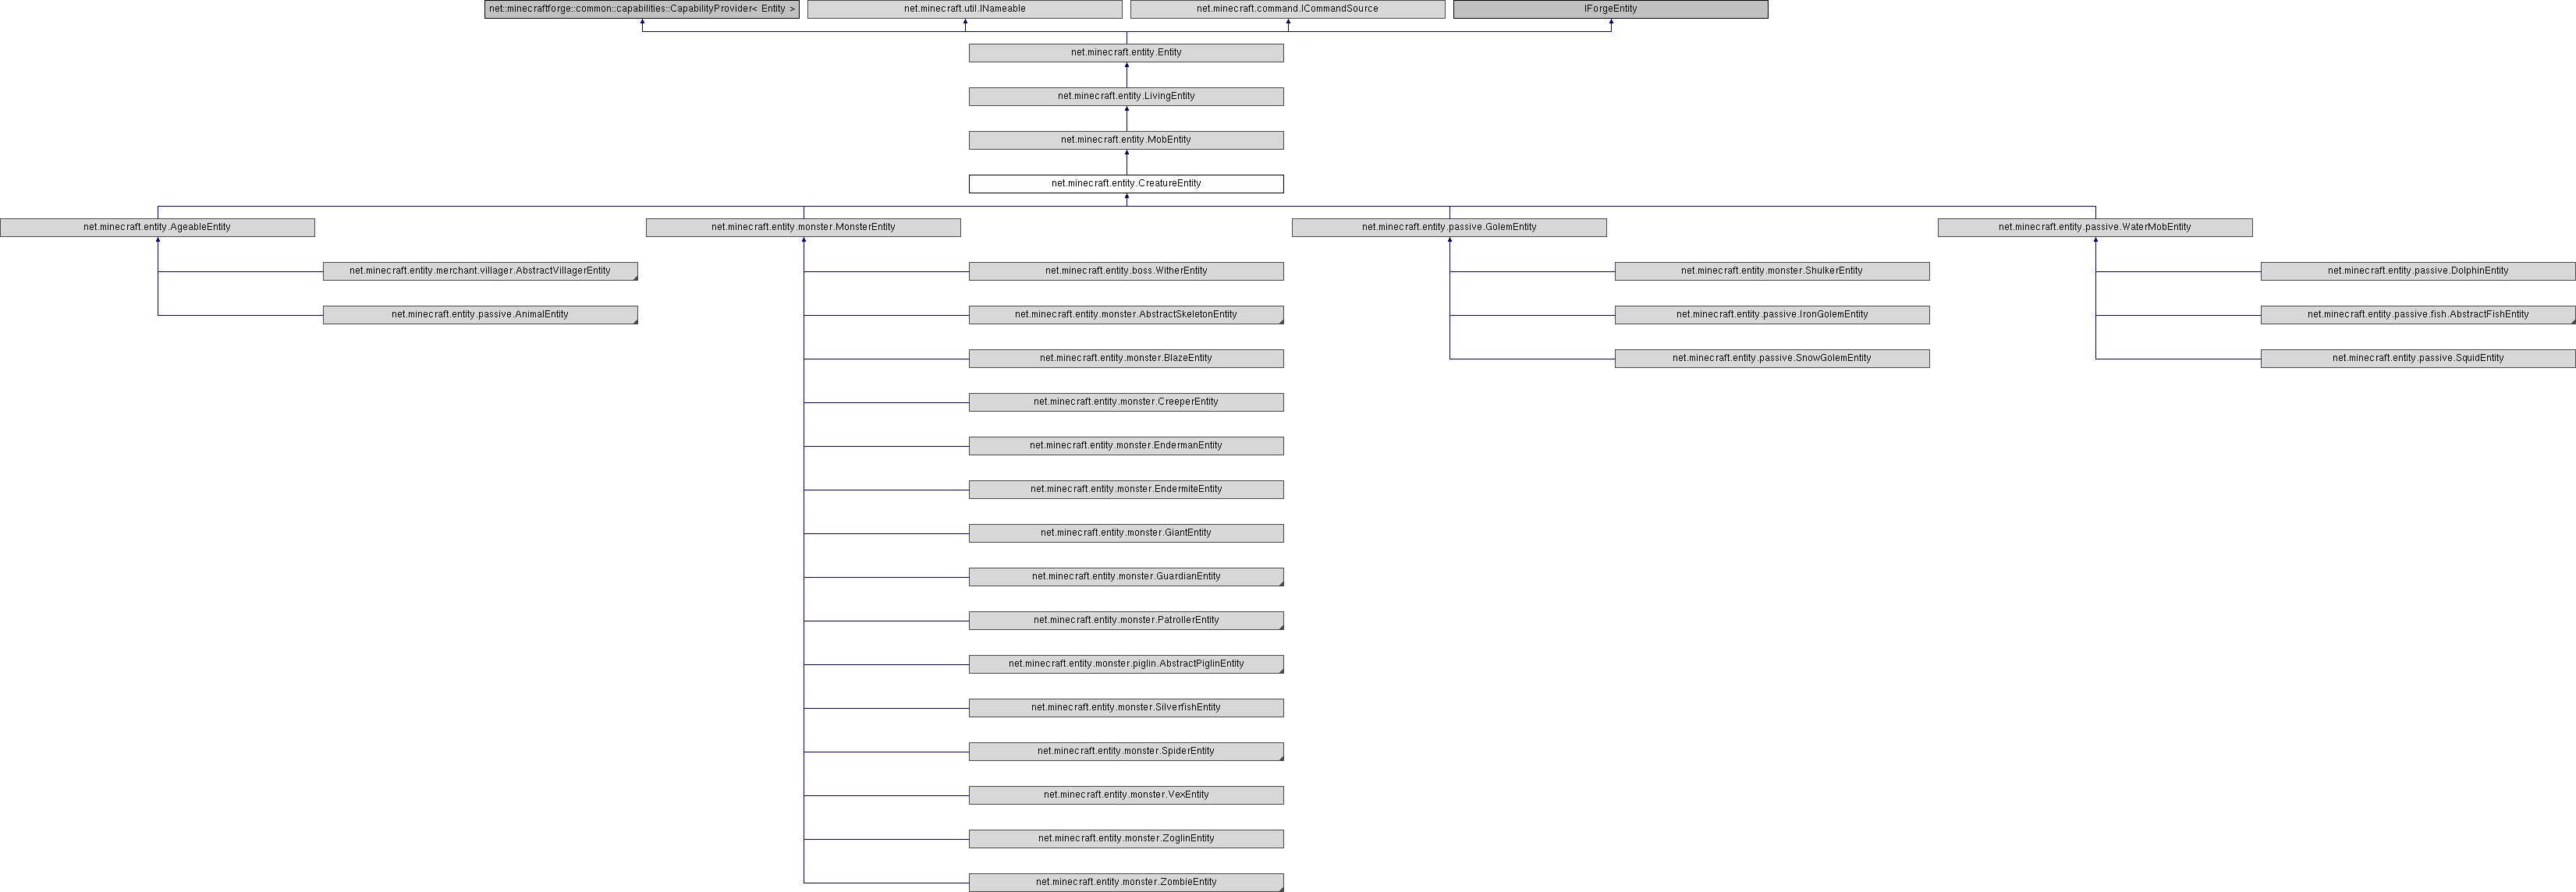 net::minecraftforge::common::capabilities::CapabilityProvider< Entity >
net.minecraft.util.INameable
net.minecraft.command.ICommandSource
IForgeEntity
net.minecraft.entity.Entity
net.minecraft.entity.LivingEntity
net.minecraft.entity.MobEntity
net.minecraft.entity.CreatureEntity
net.minecraft.entity.AgeableEntity
net.minecraft.entity.monster.MonsterEntity
net.minecraft.entity.passive.GolemEntity
net.minecraft.entity.passive.WaterMobEntity
net.minecraft.entity.merchant.villager.AbstractVillagerEntity
net.minecraft.entity.boss.WitherEntity
net.minecraft.entity.monster.ShulkerEntity
net.minecraft.entity.passive.DolphinEntity
net.minecraft.entity.passive.AnimalEntity
net.minecraft.entity.monster.AbstractSkeletonEntity
net.minecraft.entity.passive.IronGolemEntity
net.minecraft.entity.passive.fish.AbstractFishEntity
net.minecraft.entity.monster.BlazeEntity
net.minecraft.entity.passive.SnowGolemEntity
net.minecraft.entity.passive.SquidEntity
net.minecraft.entity.monster.CreeperEntity
net.minecraft.entity.monster.EndermanEntity
net.minecraft.entity.monster.EndermiteEntity
net.minecraft.entity.monster.GiantEntity
net.minecraft.entity.monster.GuardianEntity
net.minecraft.entity.monster.PatrollerEntity
net.minecraft.entity.monster.piglin.AbstractPiglinEntity
net.minecraft.entity.monster.SilverfishEntity
net.minecraft.entity.monster.SpiderEntity
net.minecraft.entity.monster.VexEntity
net.minecraft.entity.monster.ZoglinEntity
net.minecraft.entity.monster.ZombieEntity